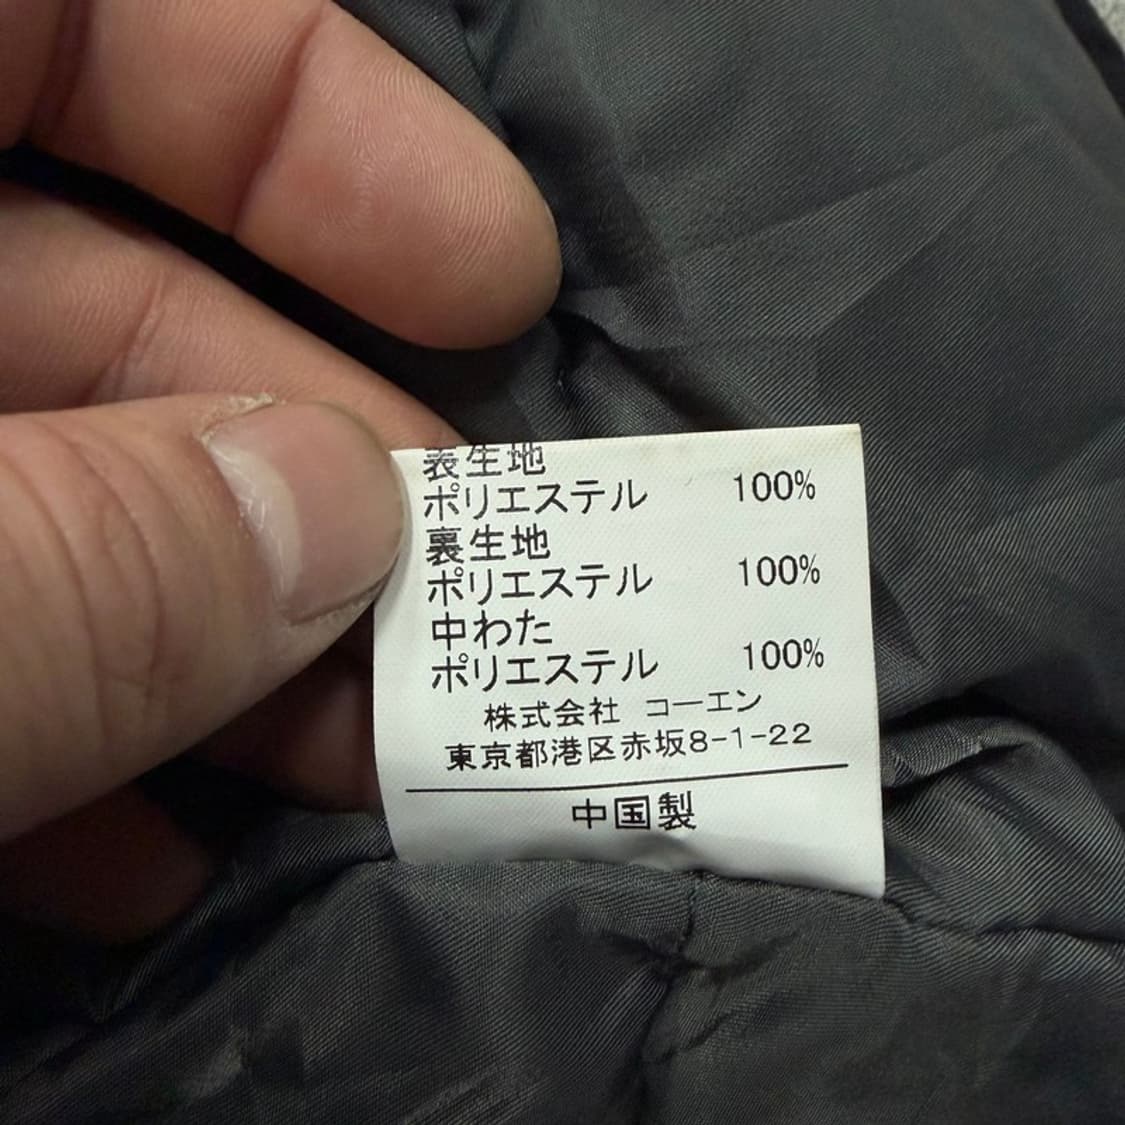 表生地
ポリエステル 100%
裏生地
ポリエステル 100%
中わた
ポリエステル 100%
株式会社 コーエン
東京都港区赤坂8-1-22
中国製